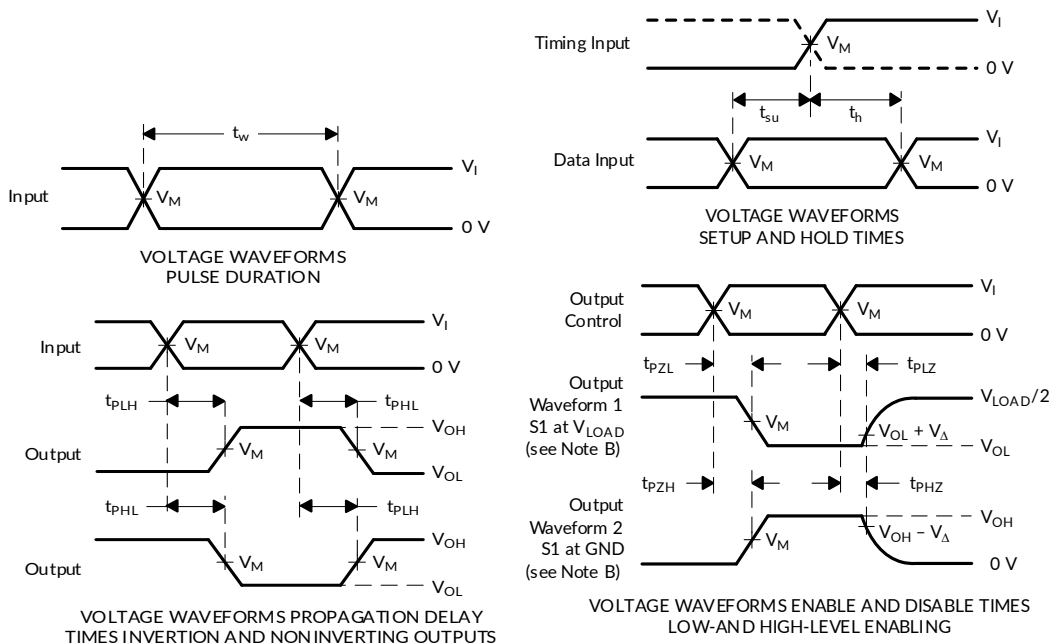 t_w
Input
V_I
V_M
V_M
0 V
VOLTAGE WAVEFORMS
PULSE DURATION
Timing Input
V_I
V_M
0 V
t_su
t_h
Data Input
V_I
V_M
V_M
0 V
VOLTAGE WAVEFORMS
SETUP AND HOLD TIMES
Input
V_I
V_M
V_M
0 V
t_PLH
t_PHL
Output
V_OH
V_M
V_M
V_OL
t_PHL
t_PLH
Output
V_OH
V_M
V_M
V_OL
VOLTAGE WAVEFORMS PROPAGATION DELAY
TIMES INVERTION AND NONINVERTING OUTPUTS
Output
Control
V_I
V_M
V_M
0 V
t_PZL
t_PLZ
Output
Waveform 1
S1 at V_LOAD
(see Note B)
V_LOAD/2
V_M
V_OL + V_Δ
V_OL
t_PZH
t_PHZ
Output
Waveform 2
S1 at GND
(see Note B)
V_OH
V_M
V_OH − V_Δ
0 V
VOLTAGE WAVEFORMS ENABLE AND DISABLE TIMES
LOW-AND HIGH-LEVEL ENABLING